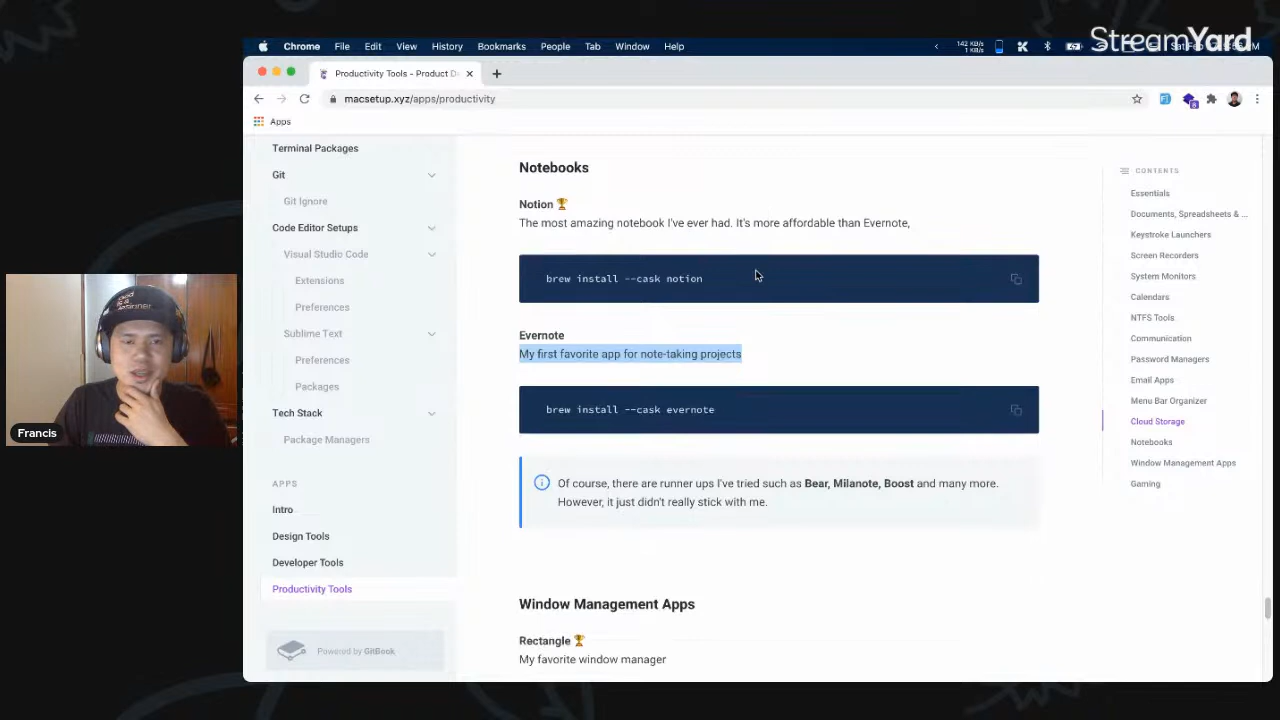 StreamYard
Chrome File Edit View History Bookmarks People Tab Window Help
142 KB/s
1 KB/s
Productivity Tools - Product D
macsetup.xyz/apps/productivity
Apps
Terminal Packages
Git
Git Ignore
Code Editor Setups
Visual Studio Code
Extensions
Preferences
Sublime Text
Preferences
Packages
Tech Stack
Package Managers
APPS
Intro
Design Tools
Developer Tools
Productivity Tools
Powered by GitBook
Notebooks
Notion 🏆
The most amazing notebook I've ever had. It's more affordable than Evernote,
brew install --cask notion
Evernote
My first favorite app for note-taking projects
brew install --cask evernote
Of course, there are runner ups I've tried such as Bear, Milanote, Boost and many more.
However, it just didn't really stick with me.
Window Management Apps
Rectangle 🏆
My favorite window manager
CONTENTS
Essentials
Documents, Spreadsheets & ...
Keystroke Launchers
Screen Recorders
System Monitors
Calendars
NTFS Tools
Communication
Password Managers
Email Apps
Menu Bar Organizer
Cloud Storage
Notebooks
Window Management Apps
Gaming
Francis